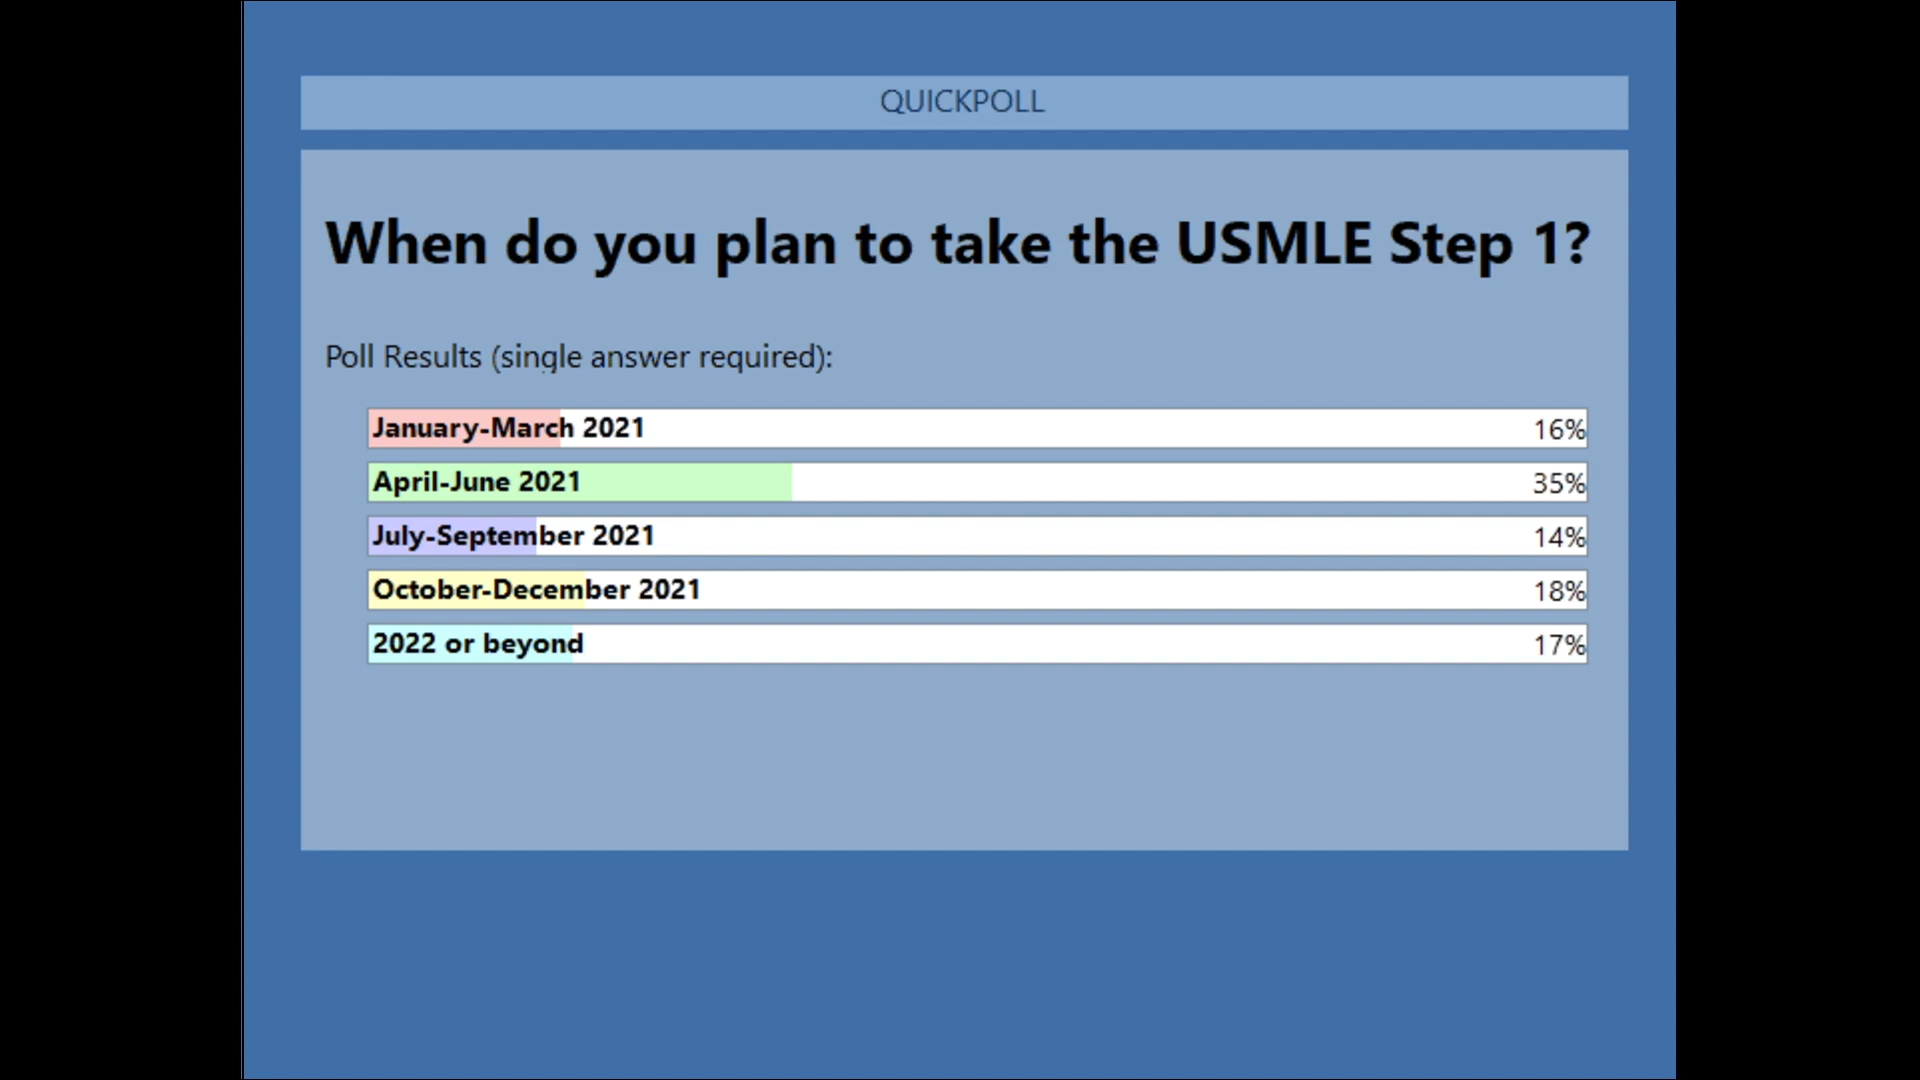 QUICKPOLL
When do you plan to take the USMLE Step 1?
Poll Results (single answer required):
January-March 2021 16%
April-June 2021 35%
July-September 2021 14%
October-December 2021 18%
2022 or beyond 17%